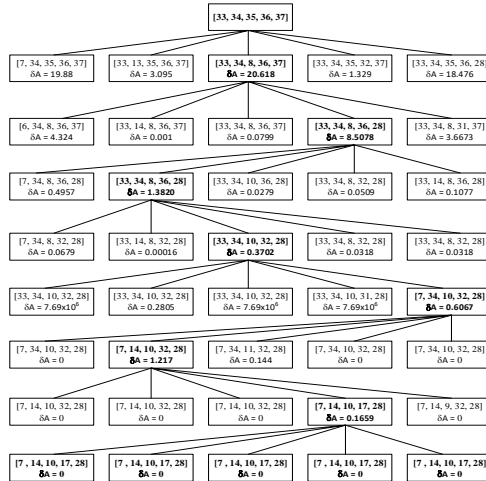 [33, 34, 35, 36, 37]
[7, 34, 35, 36, 37]
δA = 19.88
[33, 13, 35, 36, 37]
δA = 3.095
[33, 34, 8, 36, 37]
δA = 20.618
[33, 34, 35, 32, 37]
δA = 1.329
[33, 34, 35, 36, 28]
δA = 18.476
[6, 34, 8, 36, 37]
δA = 4.324
[33, 14, 8, 36, 37]
δA = 0.001
[33, 34, 8, 36, 37]
δA = 0.0799
[33, 34, 8, 36, 28]
δA = 8.5078
[33, 34, 8, 31, 37]
δA = 3.6673
[7, 34, 8, 36, 28]
δA = 0.4957
[33, 34, 8, 36, 28]
δA = 1.3820
[33, 34, 10, 36, 28]
δA = 0.0279
[33, 34, 8, 32, 28]
δA = 0.0509
[33, 14, 8, 36, 28]
δA = 0.1077
[7, 34, 8, 32, 28]
δA = 0.0679
[33, 14, 8, 32, 28]
δA = 0.00016
[33, 34, 10, 32, 28]
δA = 0.3702
[33, 34, 8, 32, 28]
δA = 0.0318
[33, 34, 8, 32, 28]
δA = 0.0318
[33, 34, 10, 32, 28]
δA = 7.69x10⁶
[33, 34, 10, 32, 28]
δA = 0.2805
[33, 34, 10, 32, 28]
δA = 7.69x10⁶
[33, 34, 10, 31, 28]
δA = 7.69x10⁶
[7, 34, 10, 32, 28]
δA = 0.6067
[7, 34, 10, 32, 28]
δA = 0
[7, 14, 10, 32, 28]
δA = 1.217
[7, 34, 11, 32, 28]
δA = 0.144
[7, 34, 10, 32, 28]
δA = 0
[7, 34, 10, 32, 28]
δA = 0
[7, 14, 10, 32, 28]
δA = 0
[7, 14, 10, 32, 28]
δA = 0
[7, 14, 10, 32, 28]
δA = 0
[7, 14, 10, 17, 28]
δA = 0.1659
[7, 14, 9, 32, 28]
δA = 0
[7 , 14, 10, 17, 28]
δA = 0
[7 , 14, 10, 17, 28]
δA = 0
[7 , 14, 10, 17, 28]
δA = 0
[7 , 14, 10, 17, 28]
δA = 0
[7 , 14, 10, 17, 28]
δA = 0